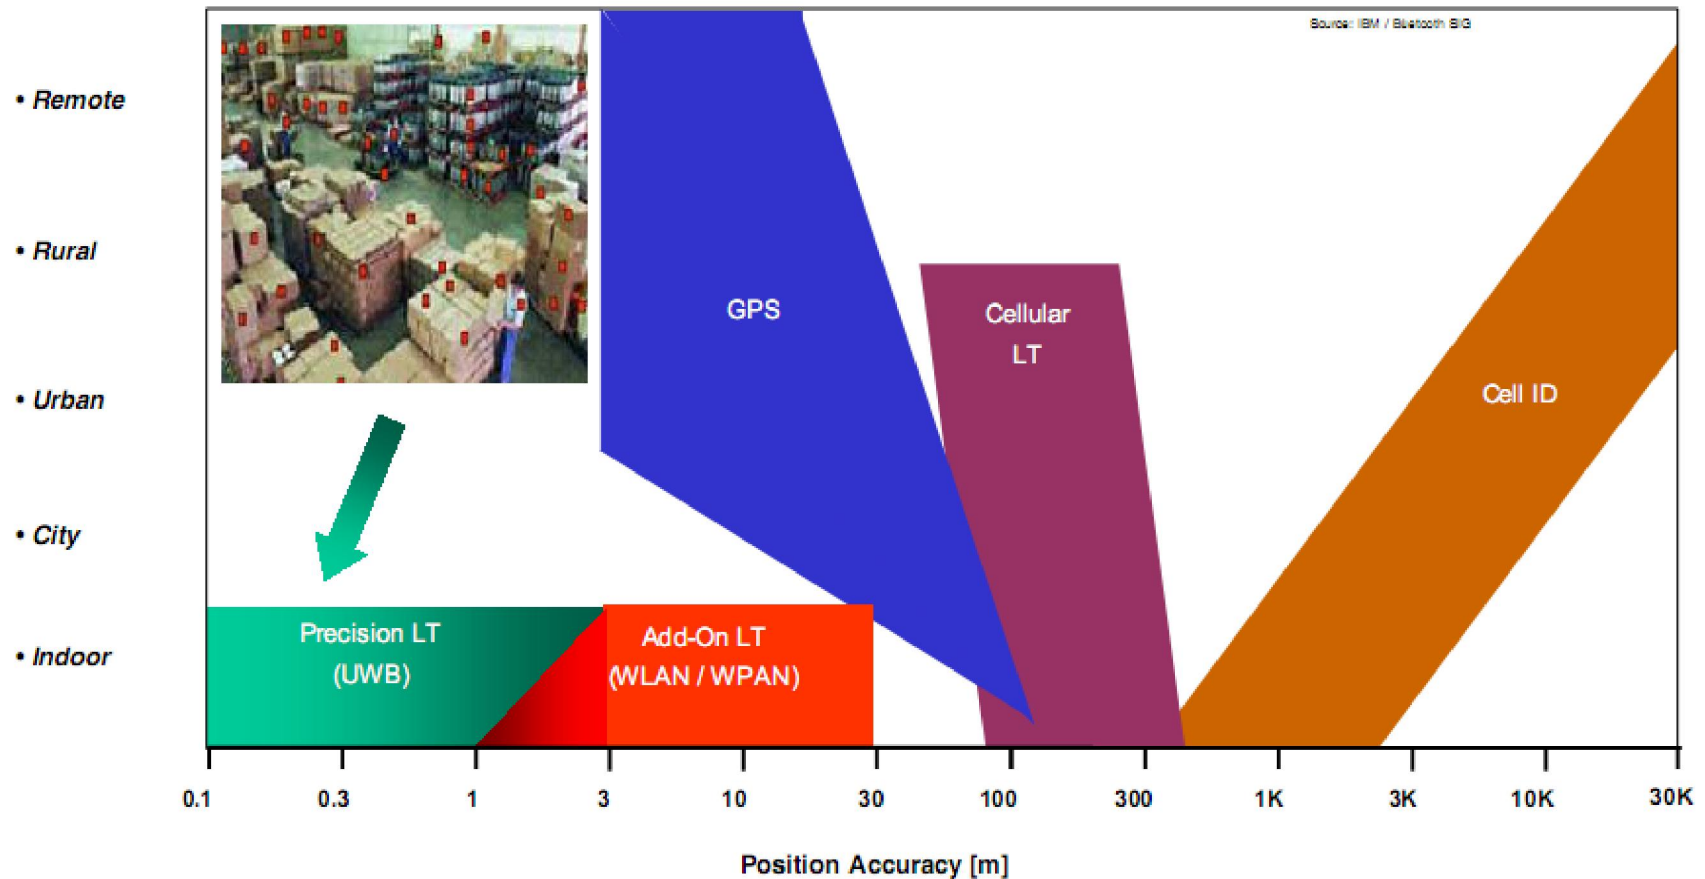 Source: IBM / Bluetooth SIG
• Remote
• Rural
• Urban
• City
• Indoor
GPS
Cellular
LT
Cell ID
Precision LT
(UWB)
Add-On LT
(WLAN / WPAN)
0.1 0.3 1 3 10 30 100 300 1K 3K 10K 30K
Position Accuracy [m]